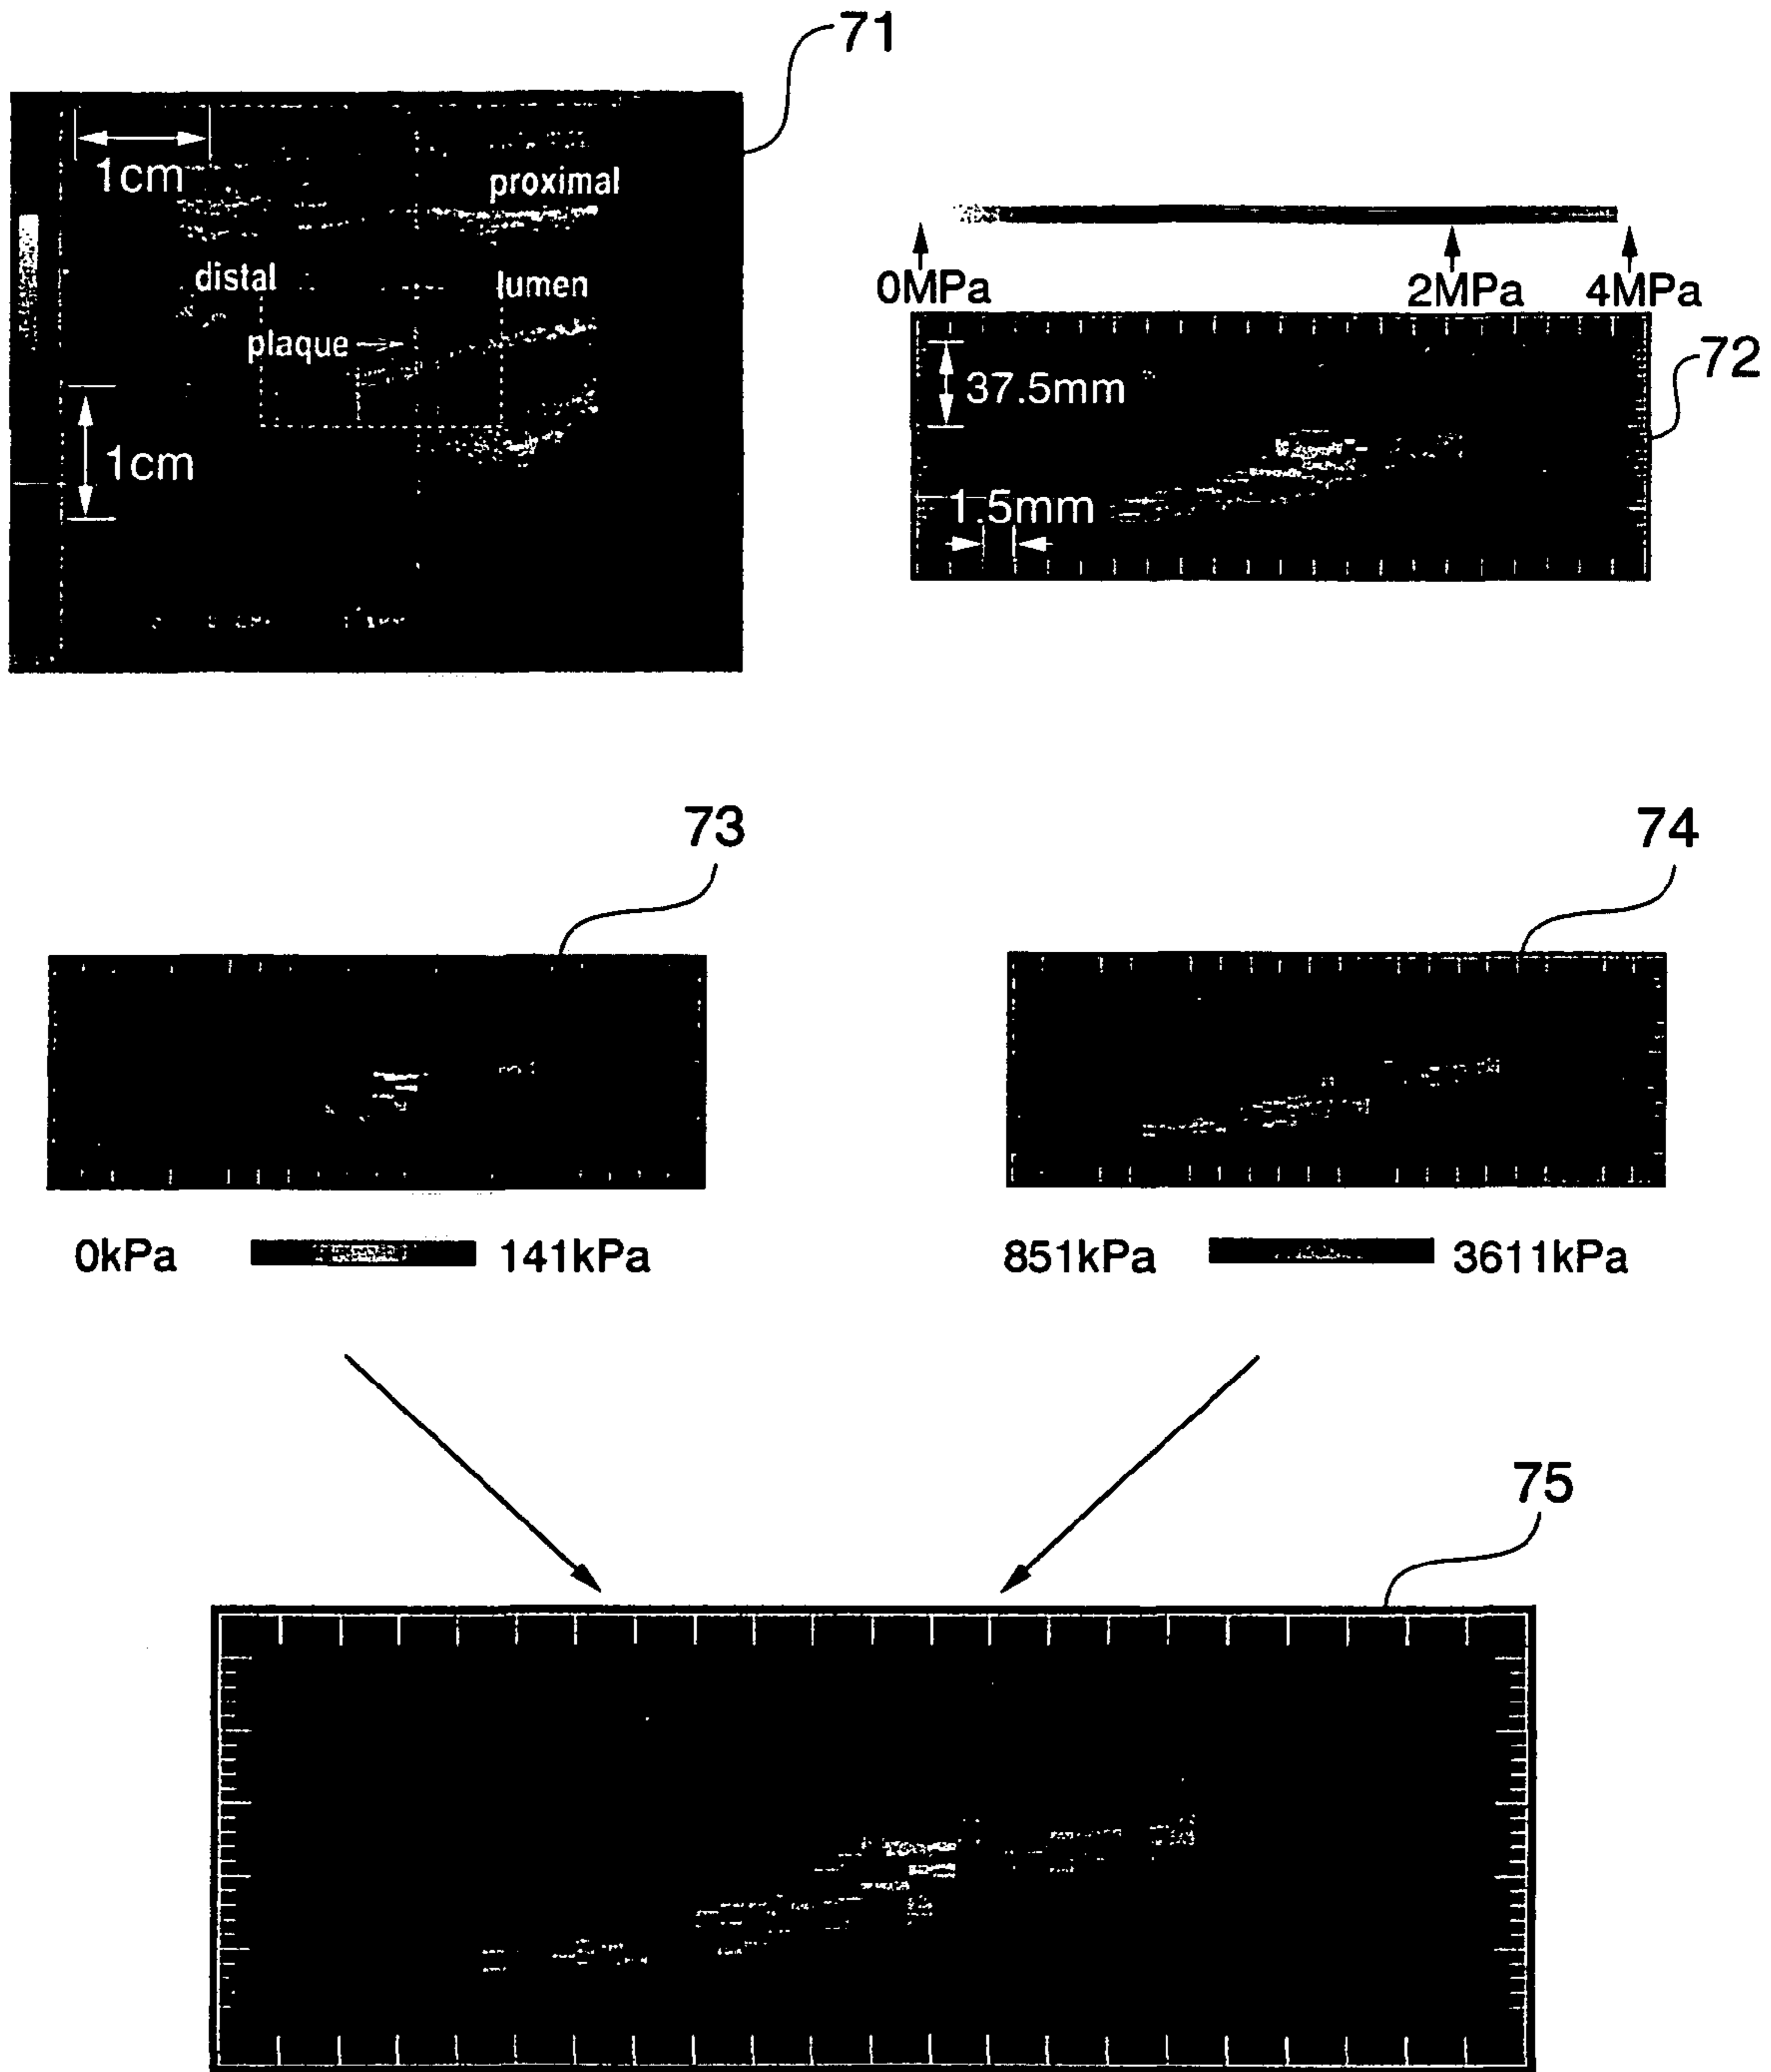 71
1cm
proximal
distal
lumen
plaque
1cm
0MPa
2MPa
4MPa
72
37.5mm
1.5mm
73
74
0kPa
141kPa
851kPa
3611kPa
75